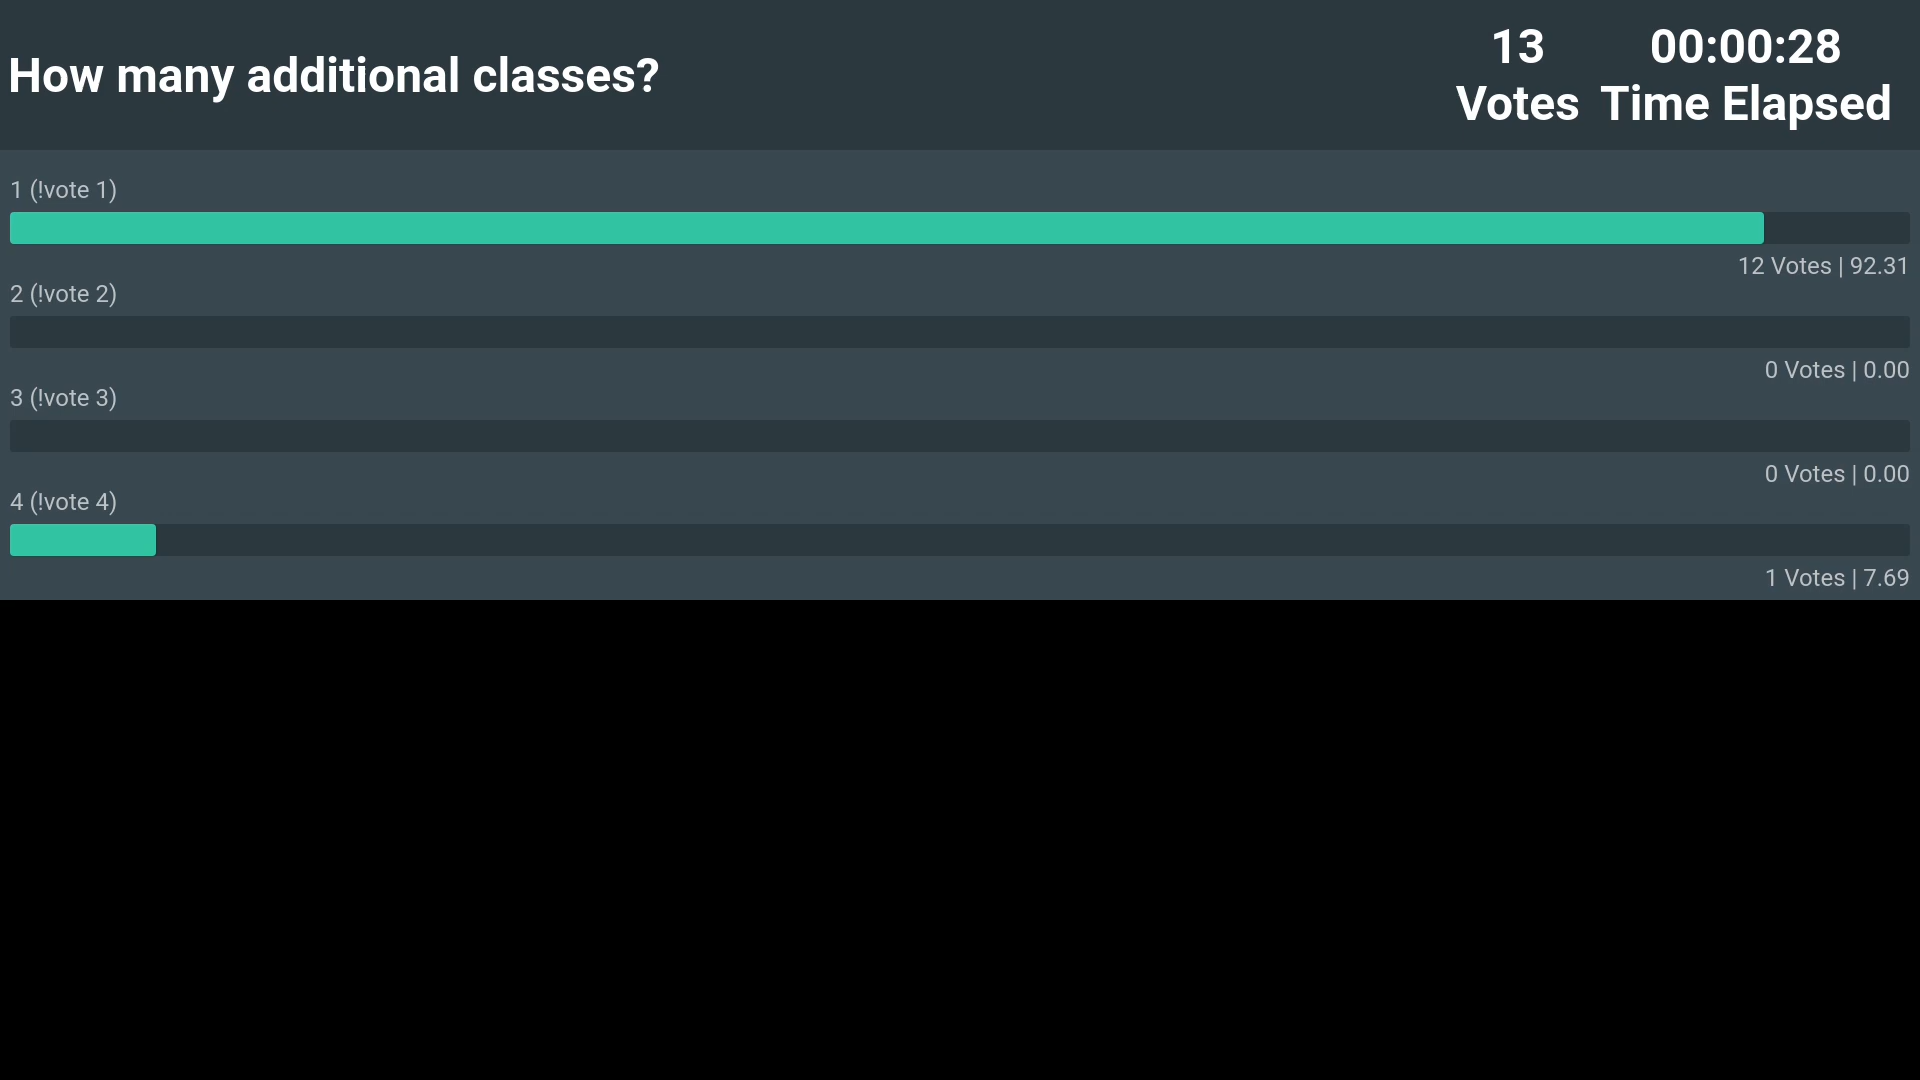 How many additional classes?
13
Votes
00:00:28
Time Elapsed
1 (!vote 1)
12 Votes | 92.31
2 (!vote 2)
0 Votes | 0.00
3 (!vote 3)
0 Votes | 0.00
4 (!vote 4)
1 Votes | 7.69